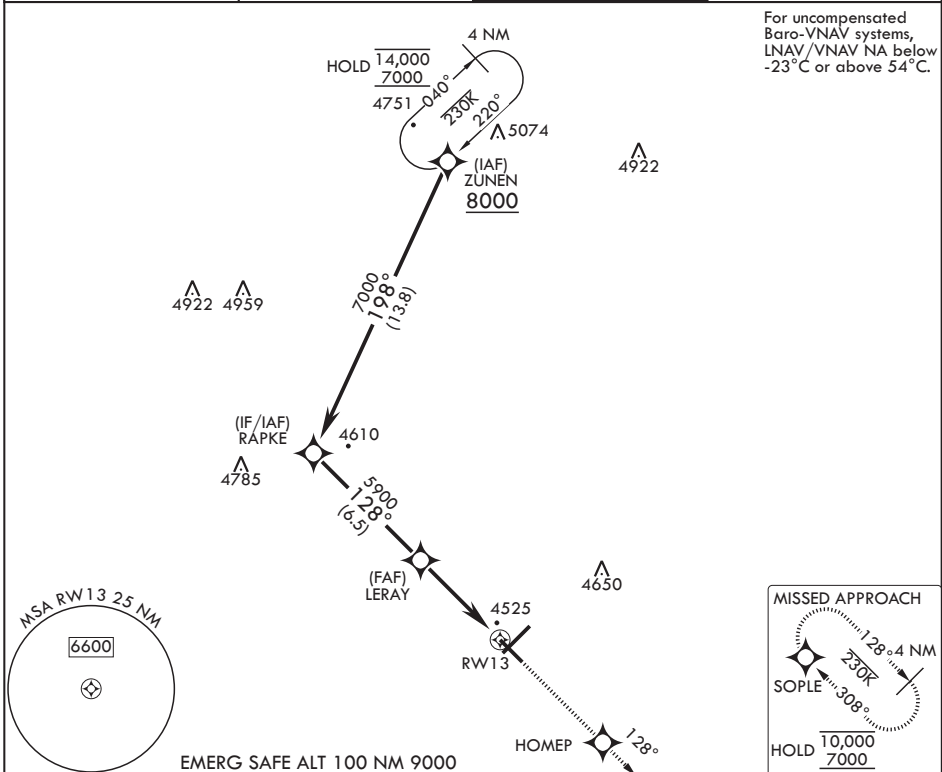 For uncompensated
Baro-VNAV systems,
LNAV/VNAV NA below
-23°C or above 54°C.
4 NM
HOLD 14,000
7000
4751
040°
230K
220°
5074
4922
(IAF)
ZUNEN
8000
4922
4959
7000
198°
(13.8)
(IF/IAF)
RAPKE
4610
4785
5900
128°
(6.5)
(FAF)
LERAY
4650
4525
RW13
HOMEP
128°
MSA RW13 25 NM
6600
EMERG SAFE ALT 100 NM 9000
MISSED APPROACH
128°
4 NM
230K
SOPLE
308°
HOLD 10,000
7000